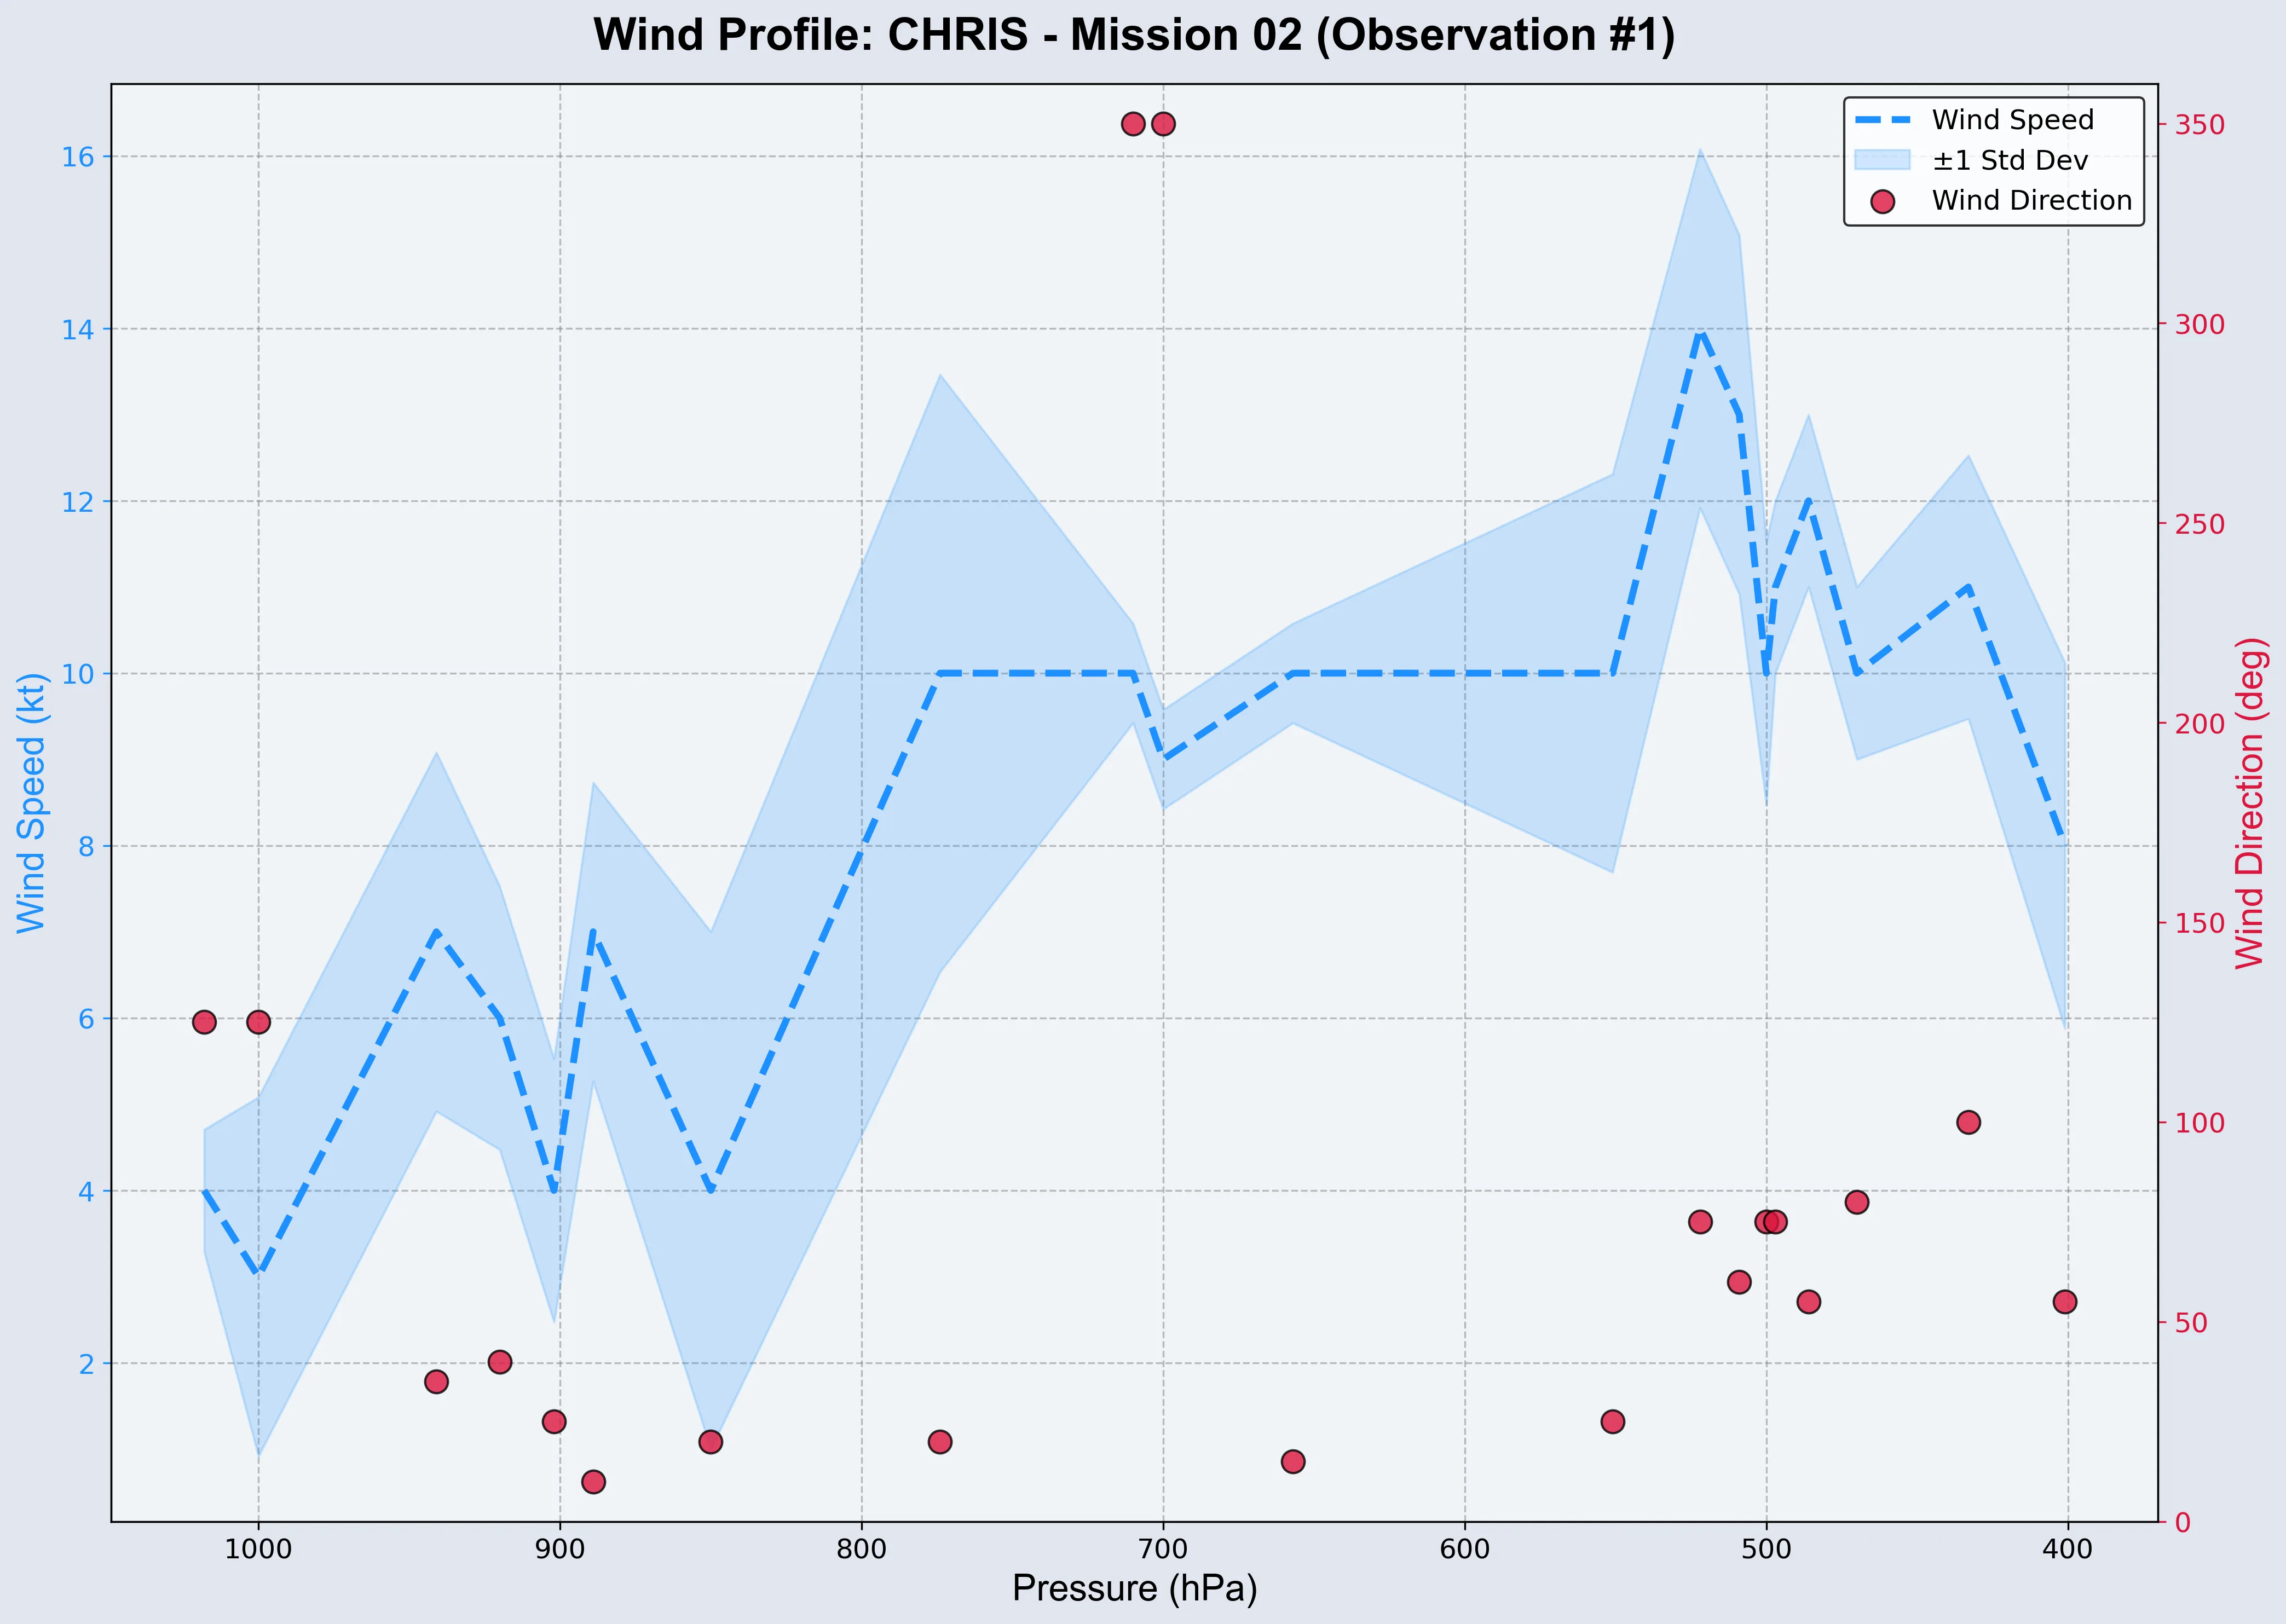 Wind Profile: CHRIS - Mission 02 (Observation #1)
Wind Speed
±1 Std Dev
Wind Direction
16
14
12
10
8
6
4
2
Wind Speed (kt)
350
300
250
200
150
100
50
0
Wind Direction (deg)
1000 900 800 700 600 500 400
Pressure (hPa)